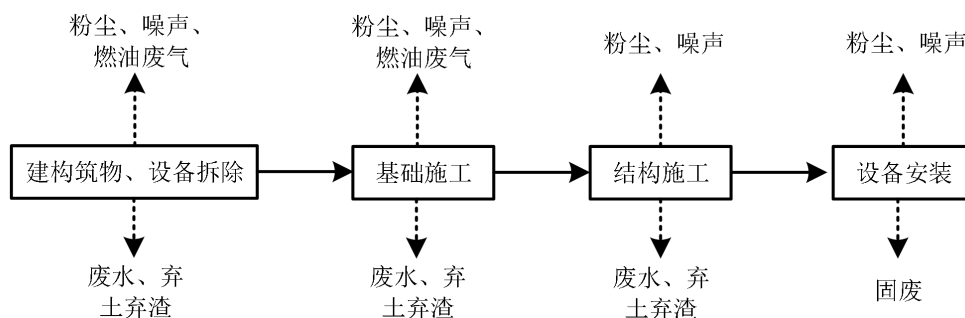 粉尘、噪声、
燃油废气
粉尘、噪声、
燃油废气
粉尘、噪声
粉尘、噪声
建构筑物、设备拆除
基础施工
结构施工
设备安装
废水、弃
土弃渣
废水、弃
土弃渣
废水、弃
土弃渣
固废